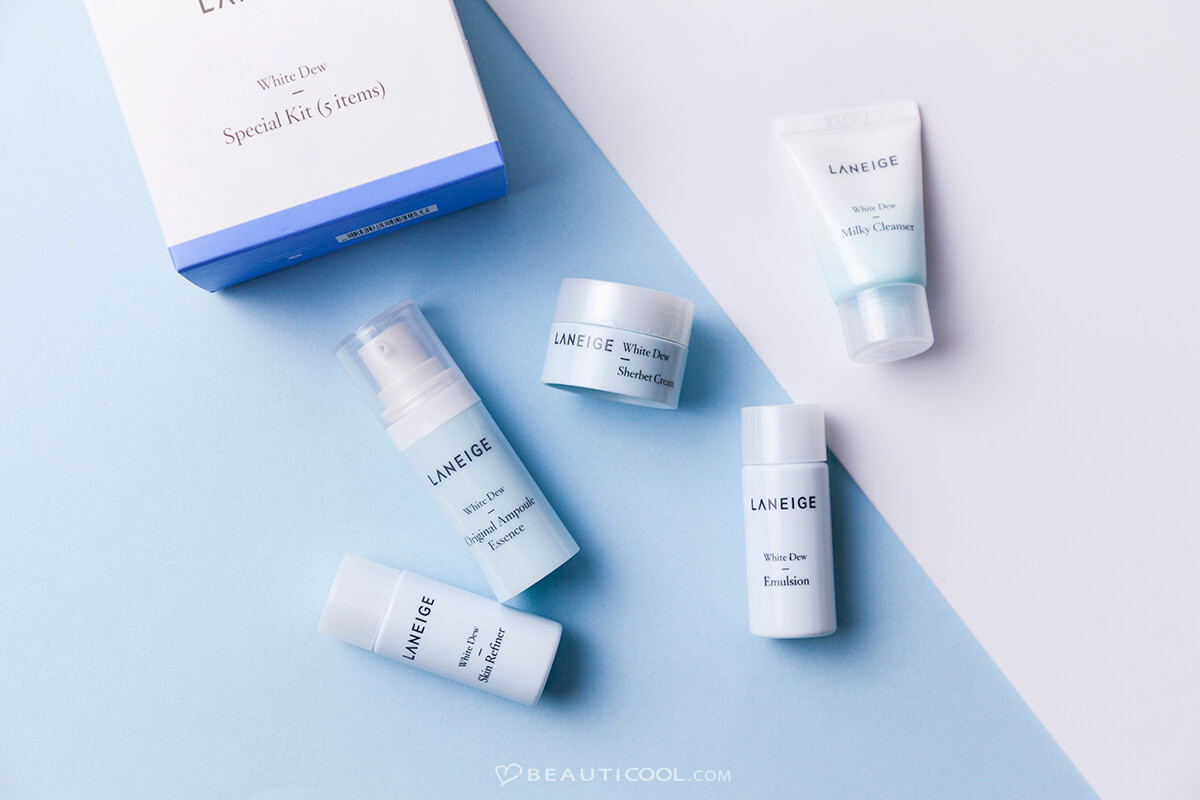 White Dew
Special Kit (5 items)
LANEIGE
White Dew
Milky Cleanser
LANEIGE
White Dew
Sherbet Cream
LANEIGE
White Dew
Original Ampoule
Essence
LANEIGE
White Dew
Emulsion
LANEIGE
White Dew
Skin Refiner
BEAUTICOOL.COM